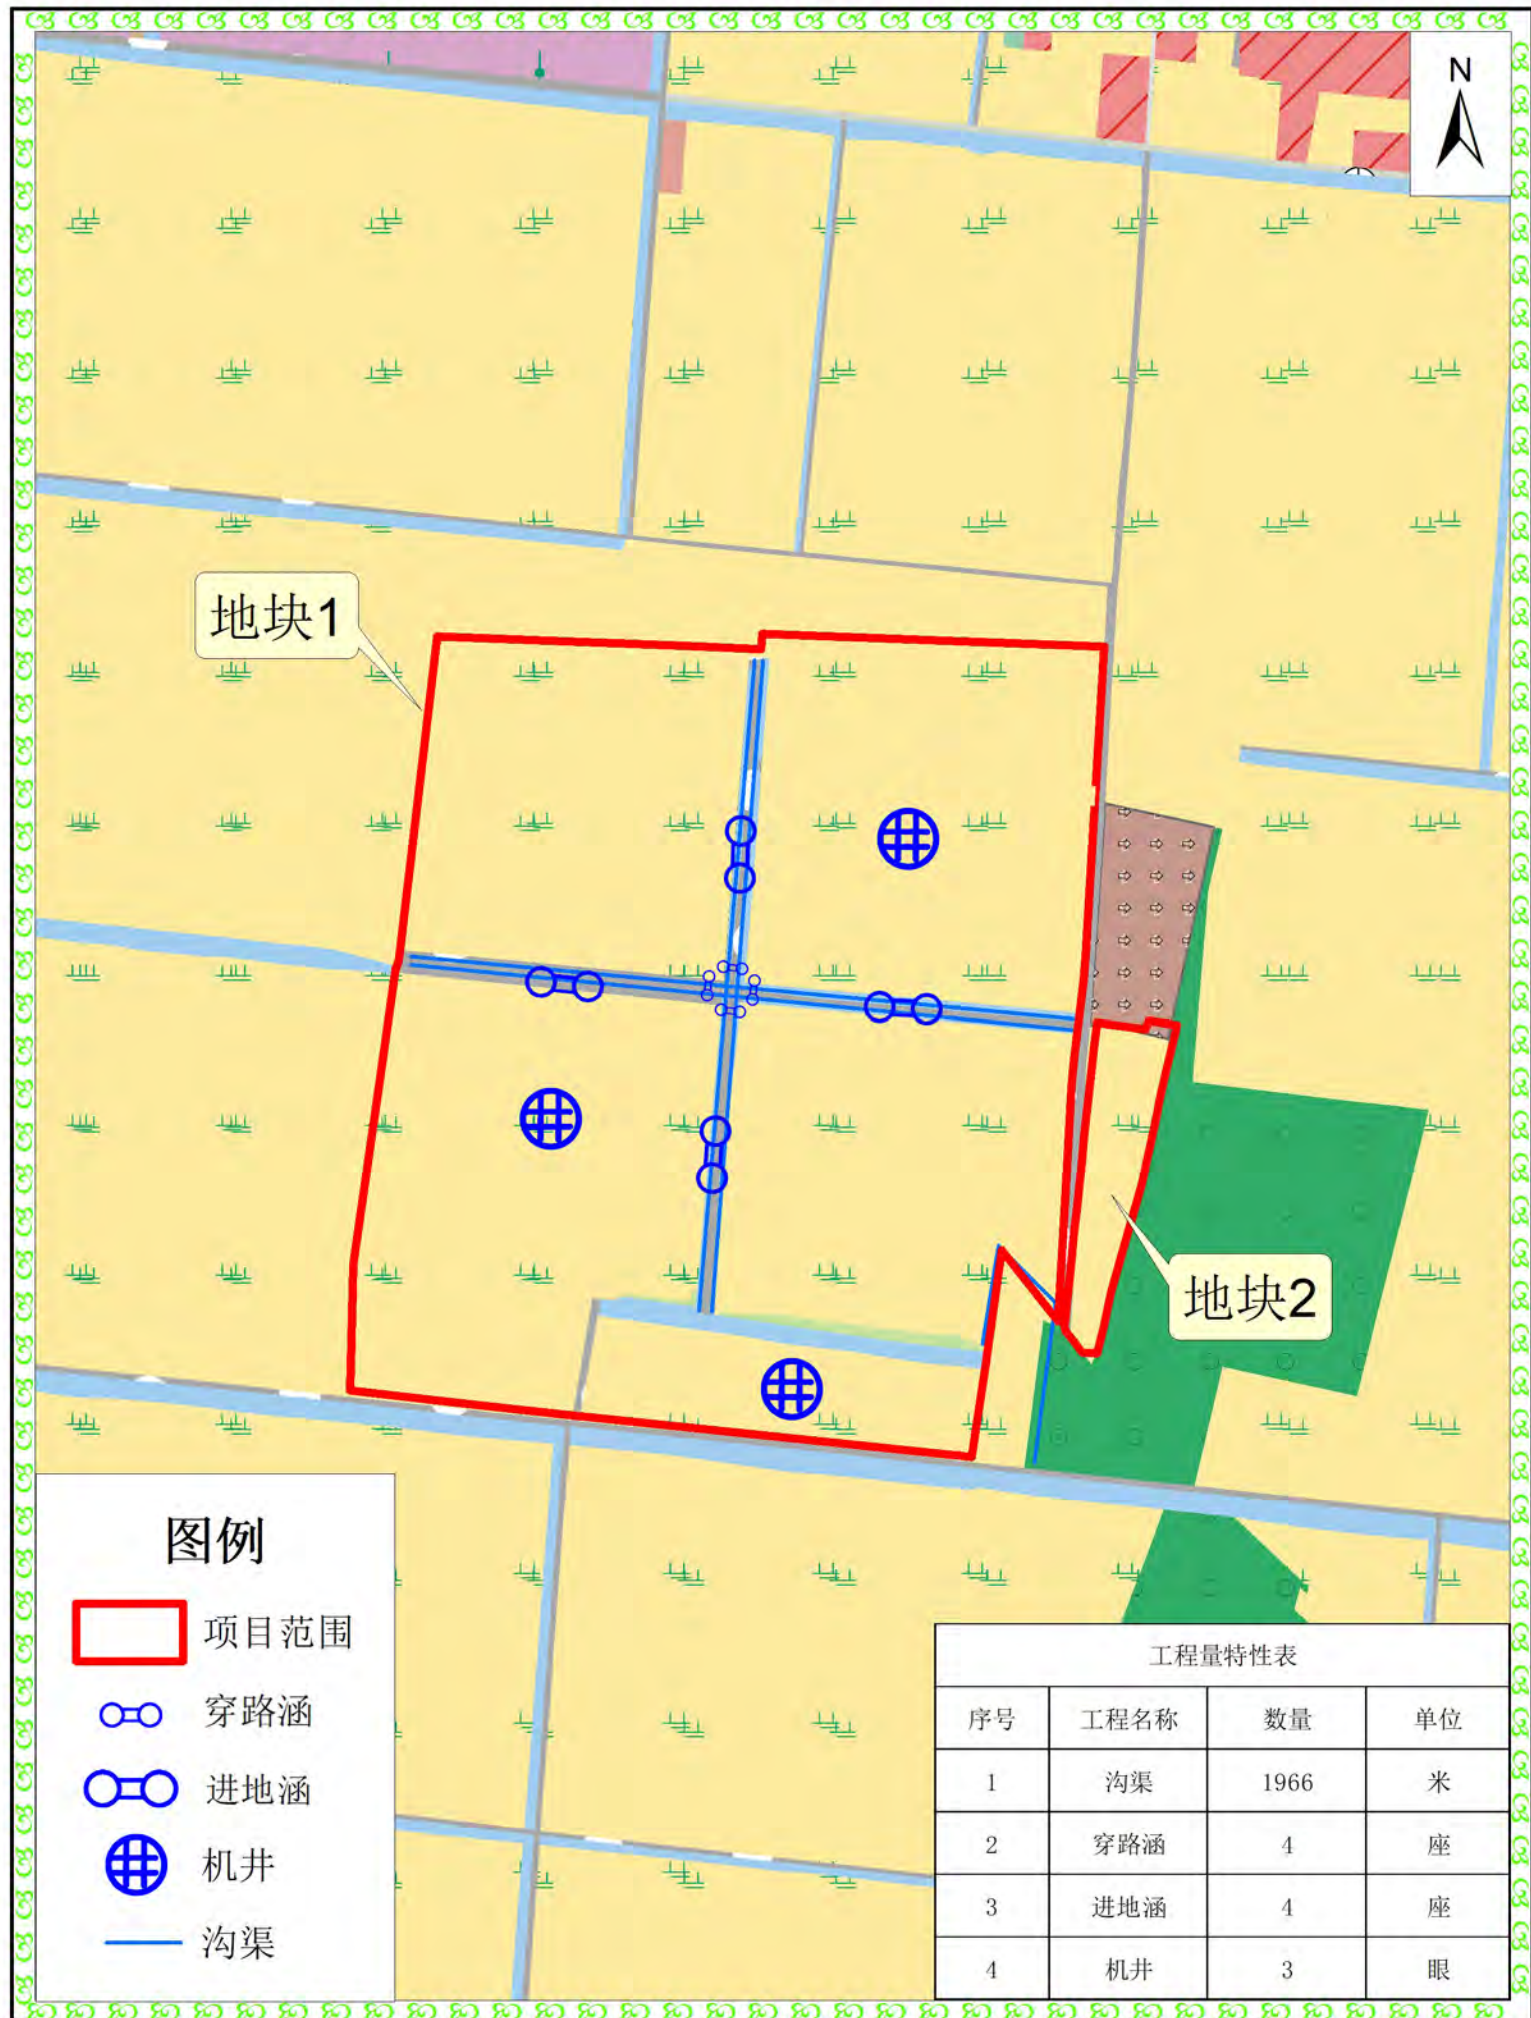 N
地块1
地块2
图例
项目范围
穿路涵
进地涵
机井
沟渠
工程量特性表
序号 工程名称 数量 单位
1 沟渠 1966 米
2 穿路涵 4 座
3 进地涵 4 座
4 机井 3 眼